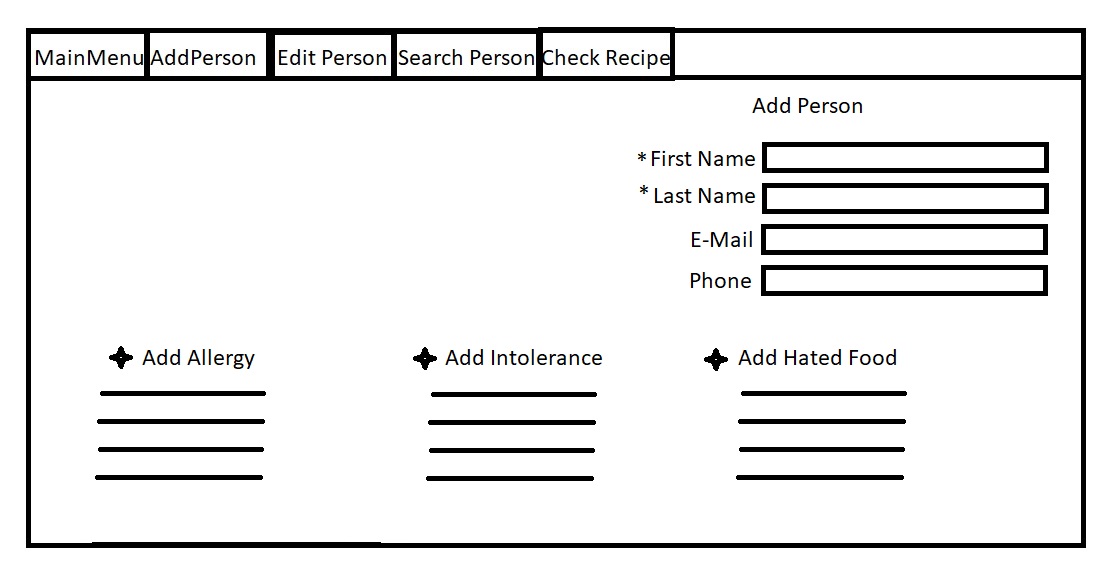 MainMenu AddPerson Edit Person Search Person Check Recipe
Add Person
*First Name
*Last Name
E-Mail
Phone
Add Allergy Add Intolerance Add Hated Food